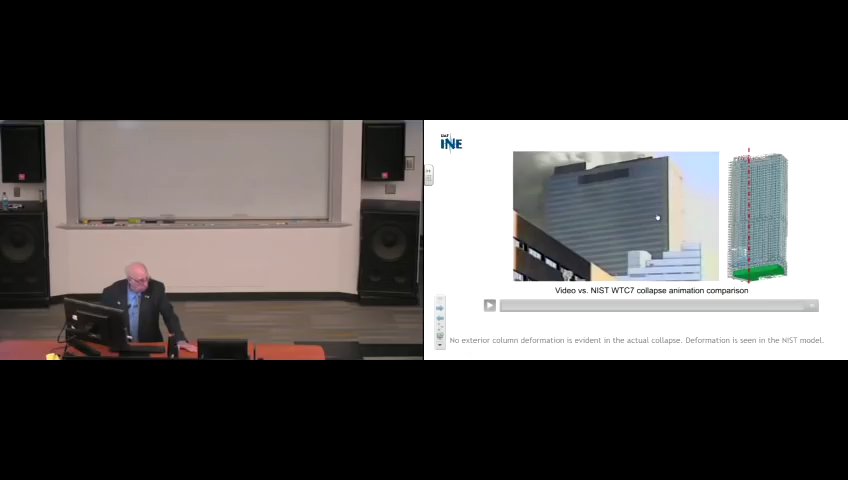 UAF
INE
Video vs. NIST WTC7 collapse animation comparison
No exterior column deformation is evident in the actual collapse. Deformation is seen in the NIST model.